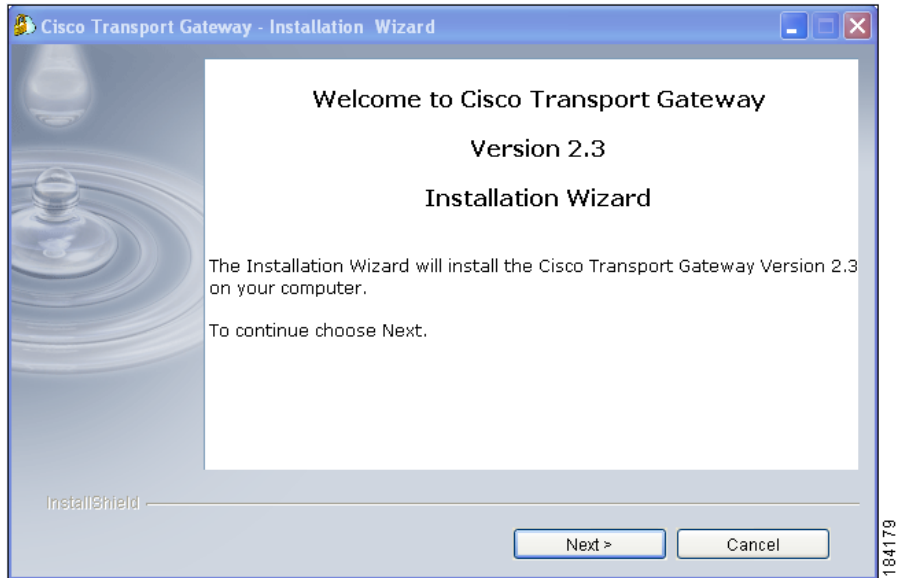 Cisco Transport Gateway - Installation Wizard
Welcome to Cisco Transport Gateway
Version 2.3
Installation Wizard
The Installation Wizard will install the Cisco Transport Gateway Version 2.3
on your computer.
To continue choose Next.
InstallShield
Next >
Cancel
184179